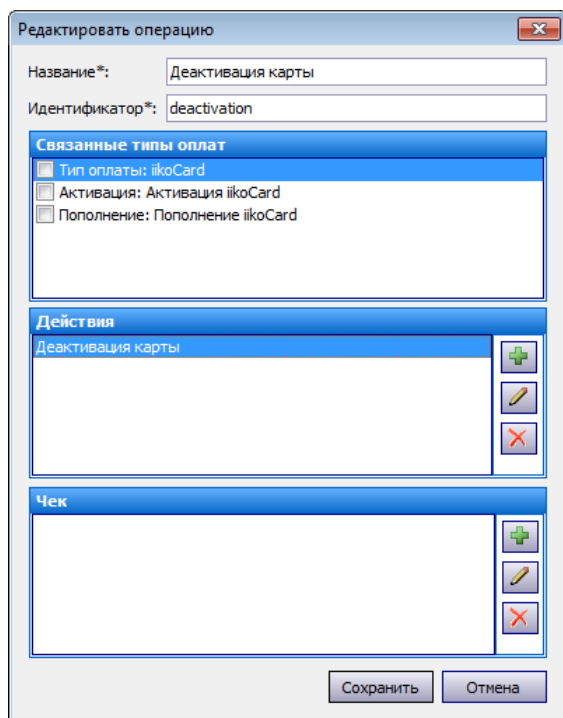 Редактировать операцию
Название*: Деактивация карты
Идентификатор*: deactivation
Связанные типы оплат
Тип оплаты: iikoCard
Активация: Активация iikoCard
Пополнение: Пополнение iikoCard
Действия
Деактивация карты
Чек
Сохранить Отмена